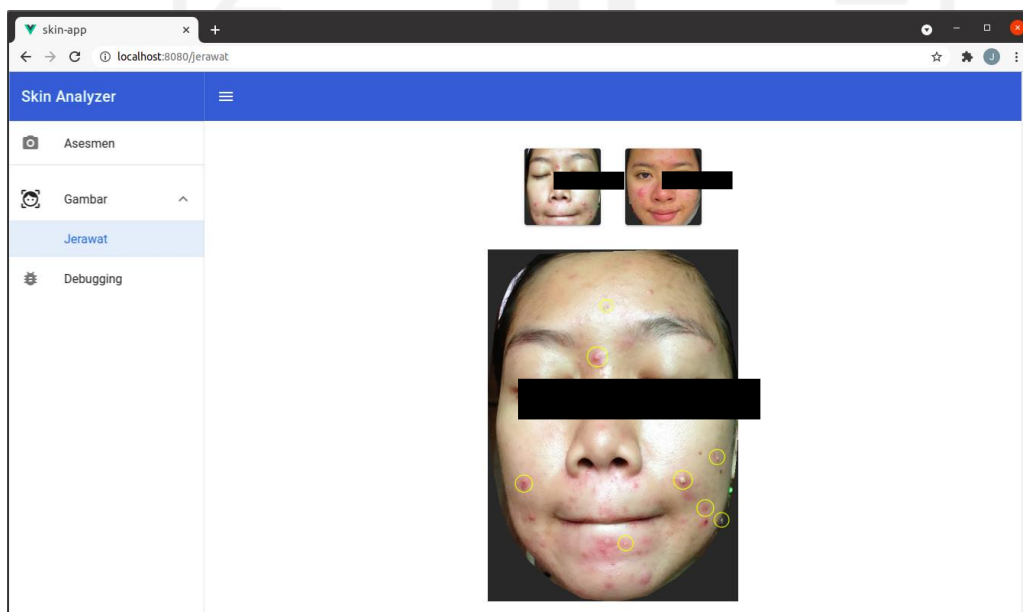 skin-app
localhost:8080/jerawat
J
Skin Analyzer
Asesmen
Gambar
Jerawat
Debugging